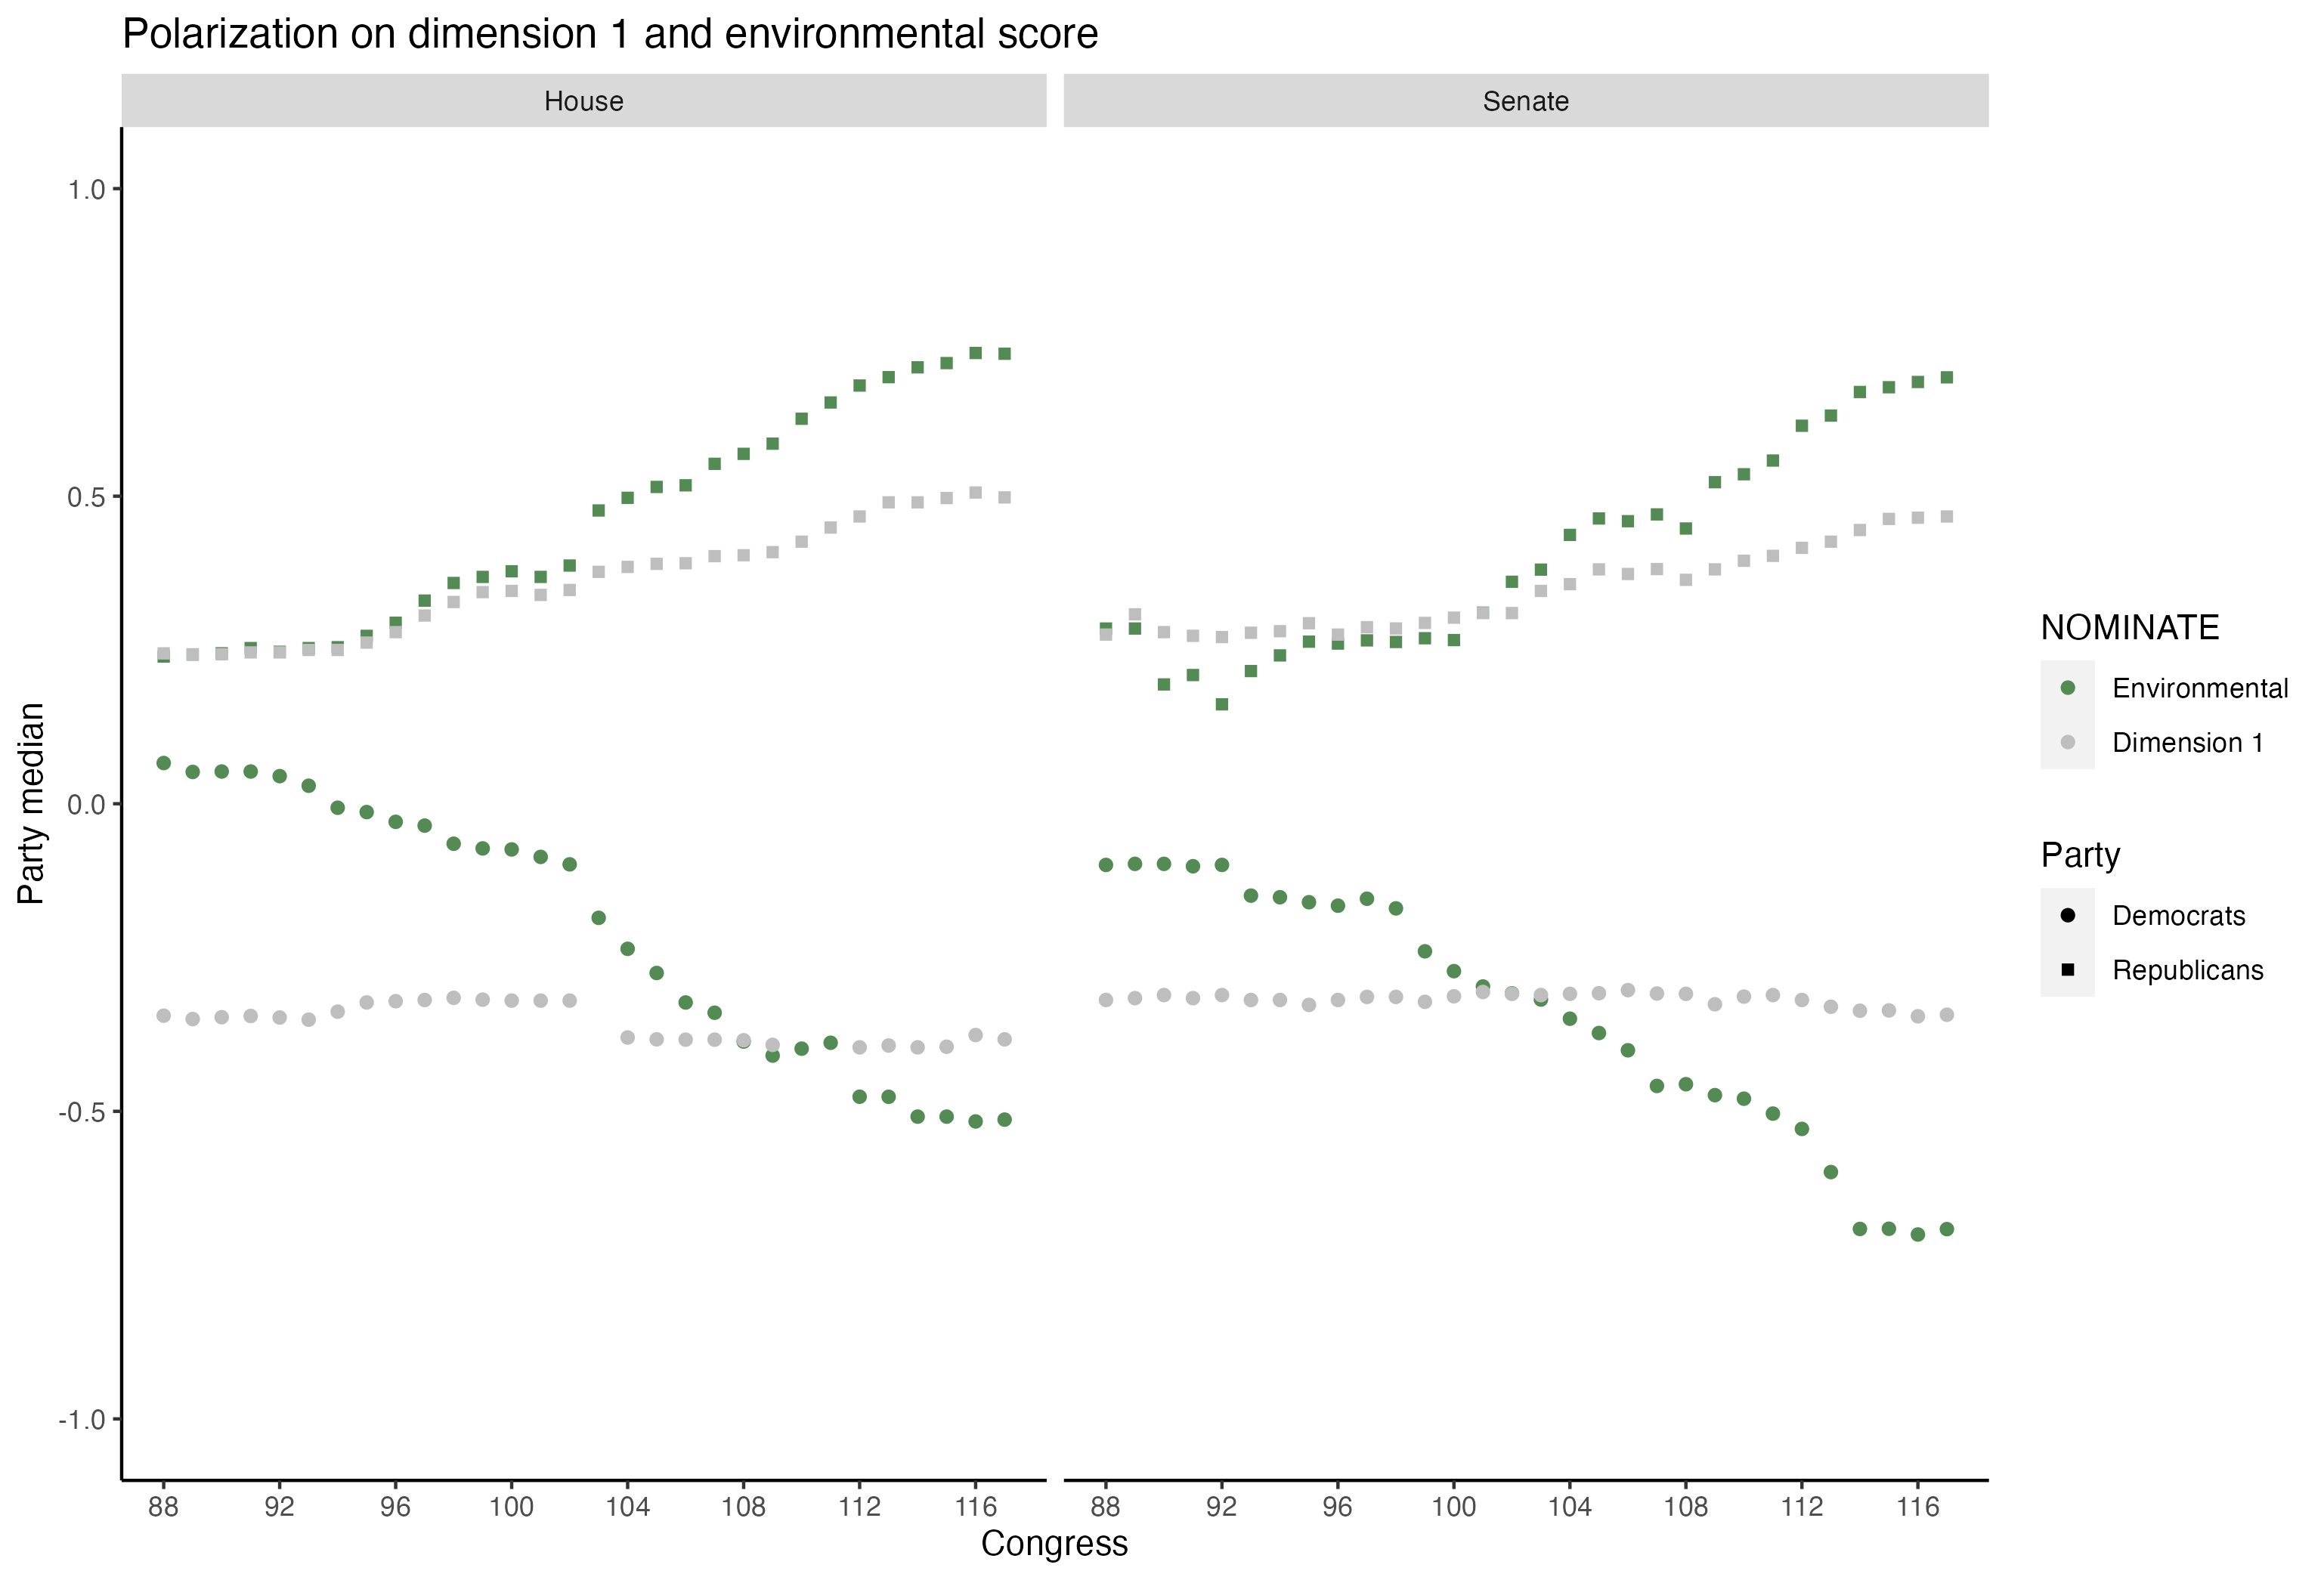 Polarization on dimension 1 and environmental score
House
Senate
1.0
0.5
0.0
-0.5
-1.0
Party median
88 92 96 100 104 108 112 116
88 92 96 100 104 108 112 116
Congress
NOMINATE
Environmental
Dimension 1
Party
Democrats
Republicans